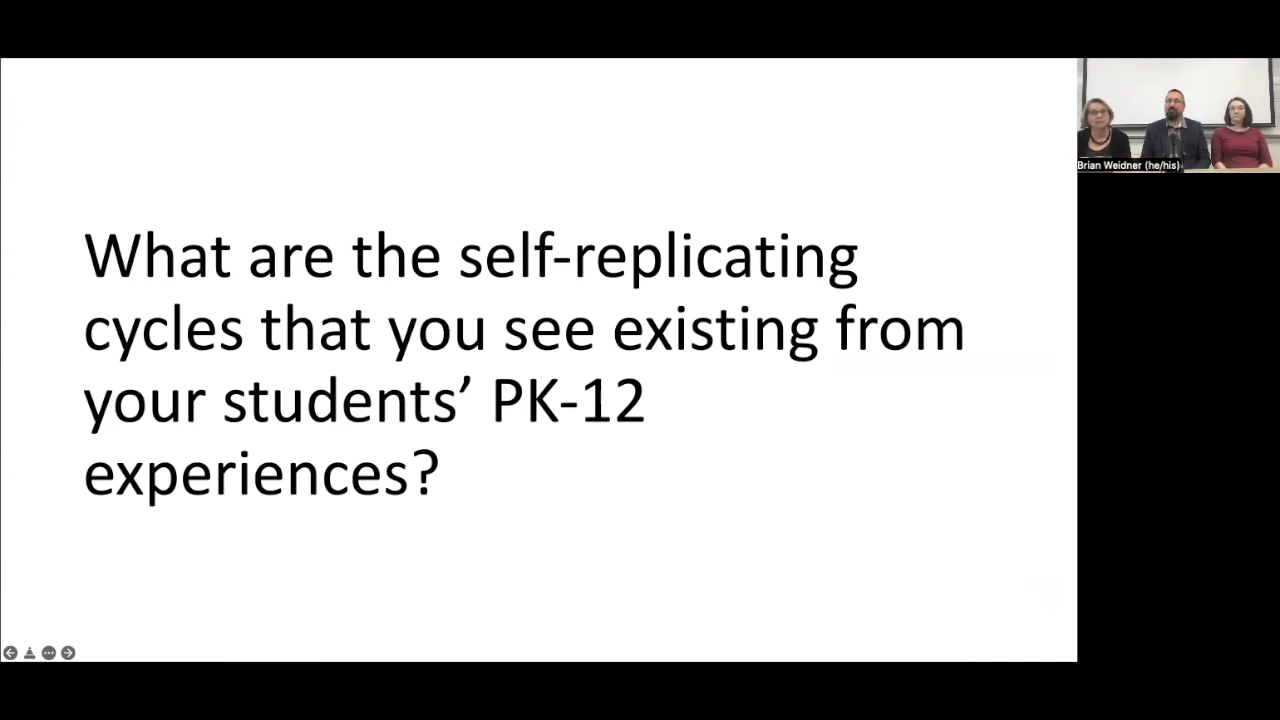 What are the self-replicating
cycles that you see existing from
your students’ PK-12
experiences?
Brian Weidner (he/his)